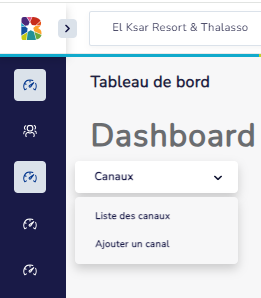 El Ksar Resort & Thalasso
Tableau de bord
Dashboard
Canaux
Liste des canaux
Ajouter un canal